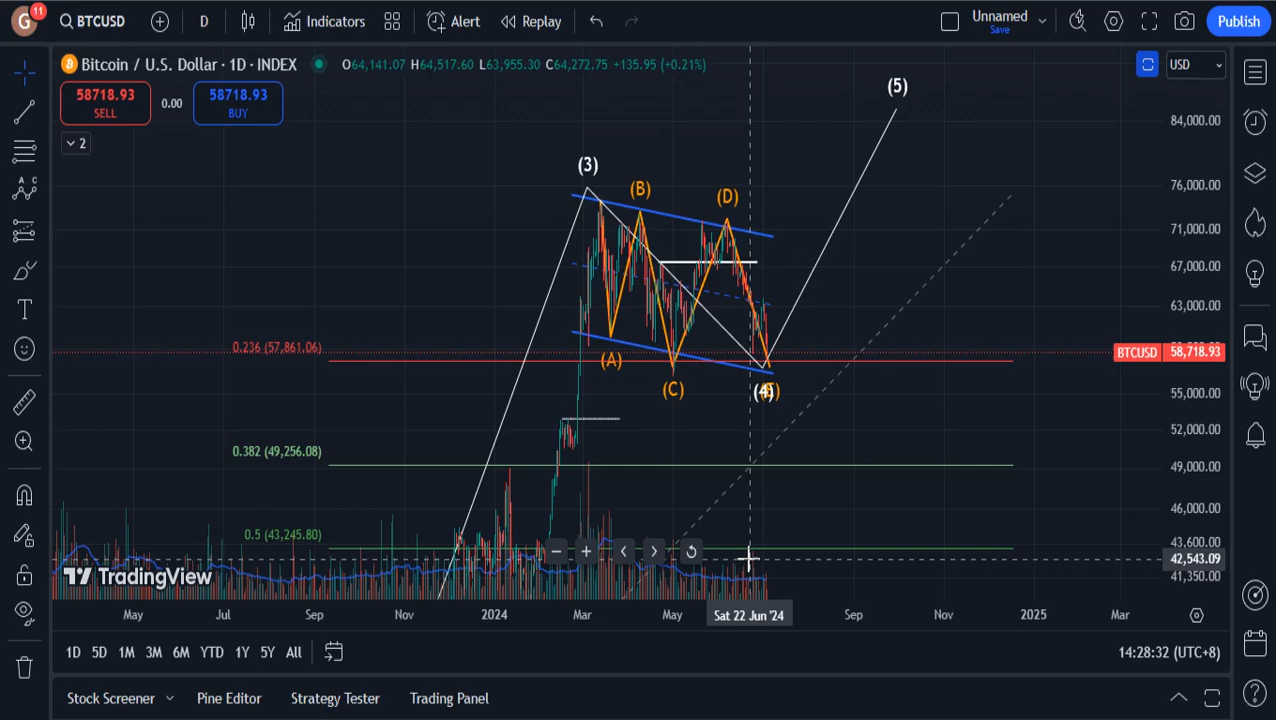 G
11
BTCUSD
D
Indicators
Alert
Replay
Unnamed
Save
Publish
Bitcoin / U.S. Dollar · 1D · INDEX
O64,141.07 H64,517.60 L63,955.30 C64,272.75 +135.95 (+0.21%)
USD
58718.93
SELL
0.00
58718.93
BUY
2
(5)
(3)
(B)
(D)
(A)
(C)
(4)
0.236 (57,861.06)
0.382 (49,256.08)
0.5 (43,245.80)
84,000.00
76,000.00
71,000.00
67,000.00
63,000.00
BTCUSD
58,718.93
55,000.00
52,000.00
49,000.00
46,000.00
43,600.00
42,543.09
41,350.00
TradingView
May
Jul
Sep
Nov
2024
Mar
May
Sat 22 Jun '24
Sep
Nov
2025
Mar
1D 5D 1M 3M 6M YTD 1Y 5Y All
14:28:32 (UTC+8)
Stock Screener
Pine Editor
Strategy Tester
Trading Panel